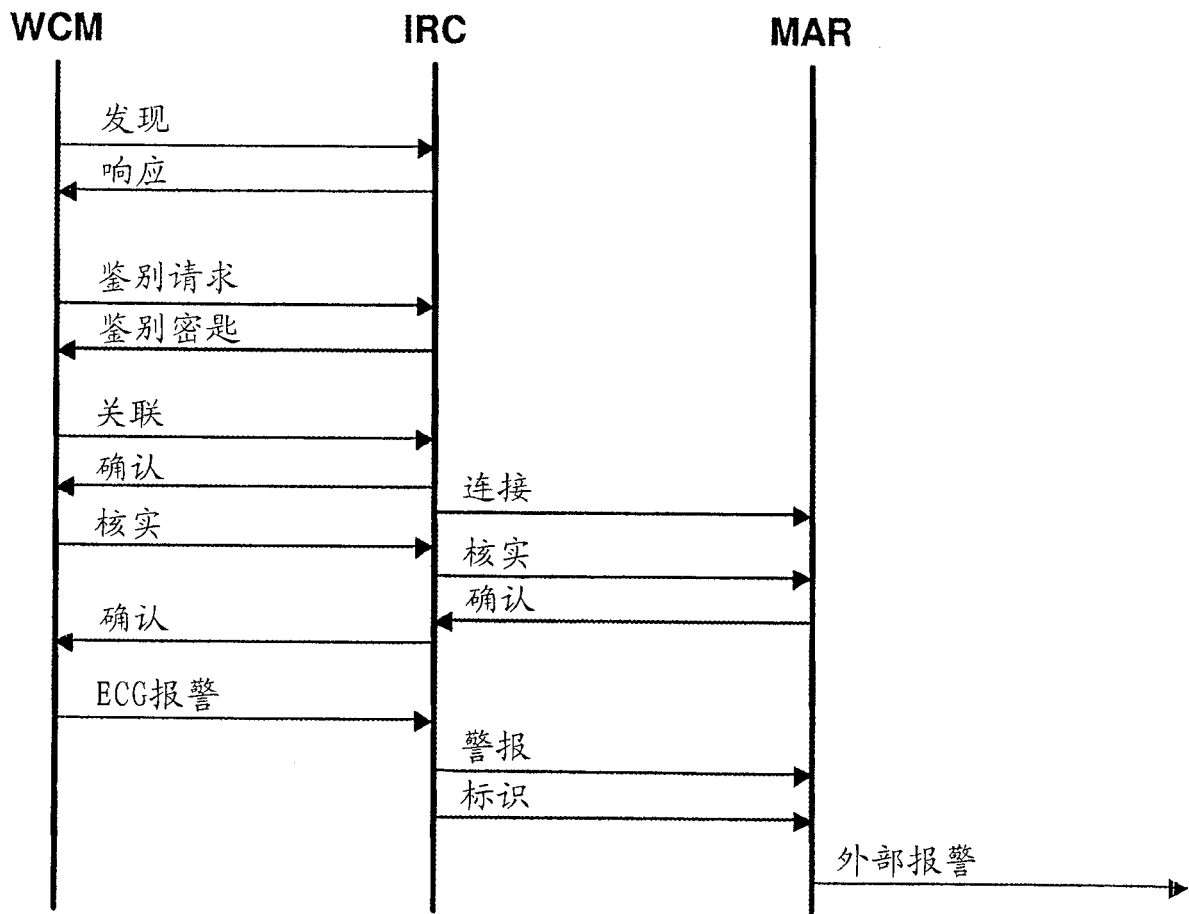 WCM IRC MAR
发现
响应
鉴别请求
鉴别密匙
关联
确认
连接
核实
核实
确认
确认
ECG报警
警报
标识
外部报警